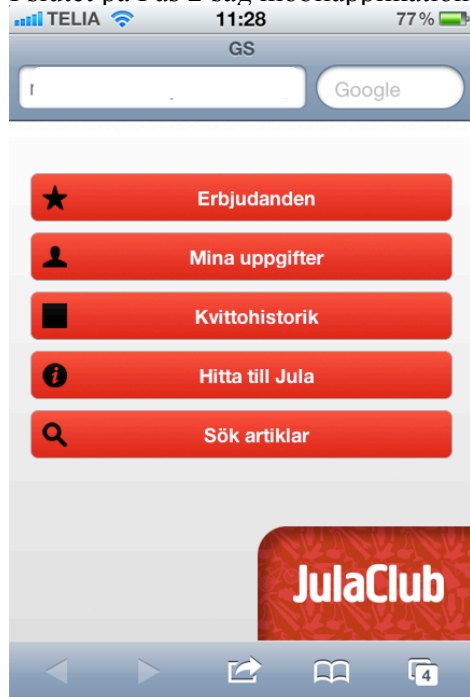 TELIA 11:28 77 %
GS
Google
Erbjudanden
Mina uppgifter
Kvittohistorik
Hitta till Jula
Sök artiklar
JulaClub
4